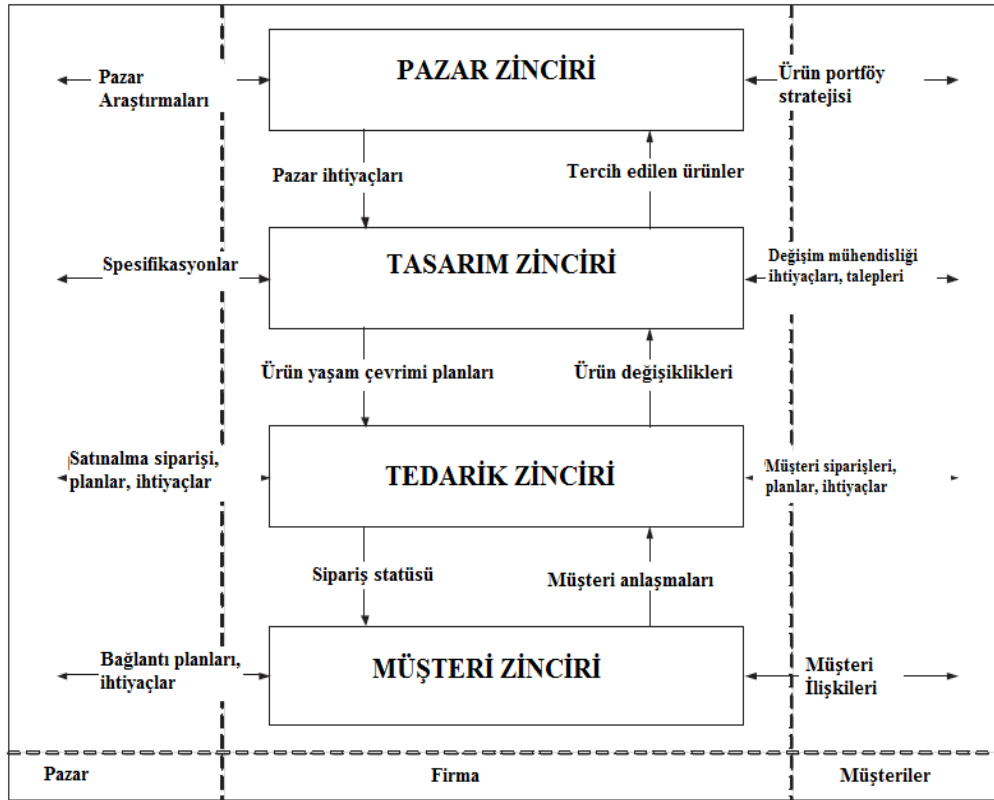 PAZAR ZİNCİRİ
Pazar
Araştırmaları
Ürün portföy
stratejisi
Pazar ihtiyaçları
Tercih edilen ürünler
TASARIM ZİNCİRİ
Spesifikasyonlar
Değişim mühendisliği
ihtiyaçları, talepleri
Ürün yaşam çevrimi planları
Ürün değişiklikleri
TEDARİK ZİNCİRİ
Satınalma siparişi,
planlar, ihtiyaçlar
Müşteri siparişleri,
planlar, ihtiyaçlar
Sipariş statüsü
Müşteri anlaşmaları
MÜŞTERİ ZİNCİRİ
Bağlantı planları,
ihtiyaçlar
Müşteri
İlişkileri
Pazar
Firma
Müşteriler